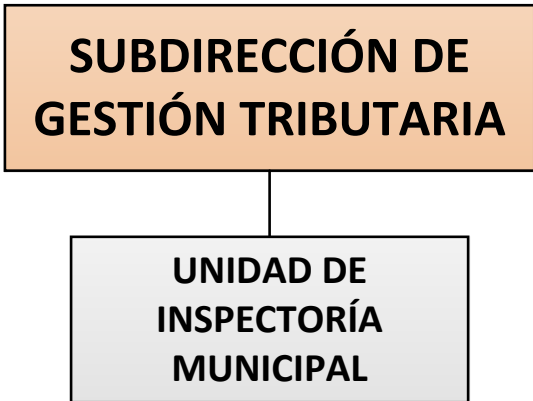 SUBDIRECCIÓN DE
GESTIÓN TRIBUTARIA
UNIDAD DE
INSPECTORÍA
MUNICIPAL